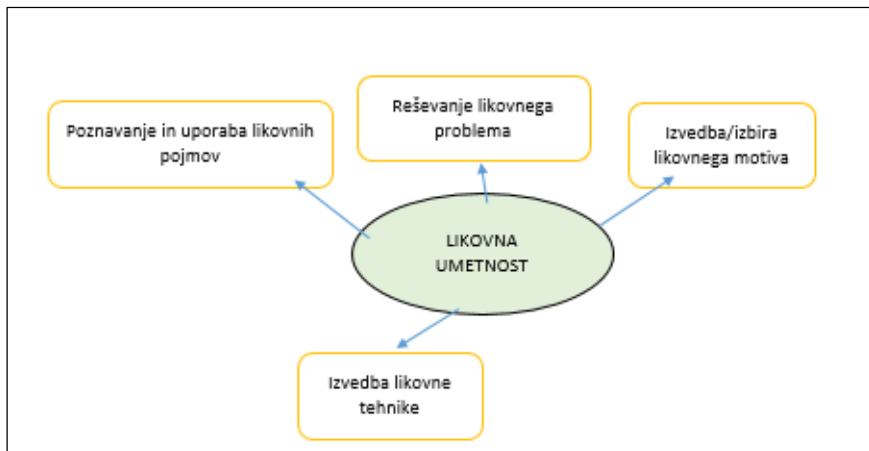 Poznavanje in uporaba likovnih
pojmov
Reševanje likovnega
problema
Izvedba/izbira
likovnega motiva
LIKOVNA
UMETNOST
Izvedba likovne
tehnike